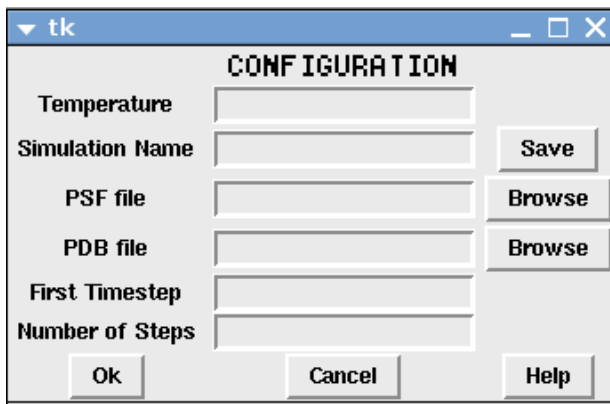 tk
CONFIGURATION
Temperature
Simulation Name Save
PSF file Browse
PDB file Browse
First Timestep
Number of Steps
Ok Cancel Help